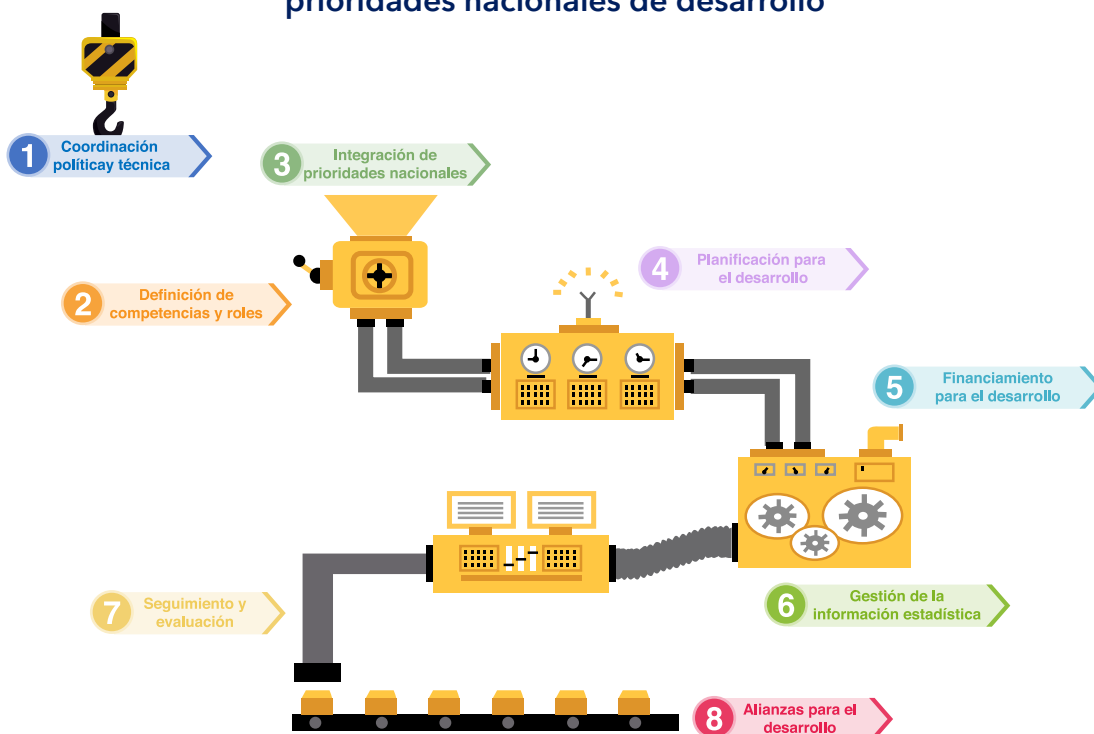 prioridades nacionales de desarrollo
1
Coordinación
políticay técnica
3
Integración de
prioridades nacionales
2
Definición de
competencias y roles
4
Planificación para
el desarrollo
5
Financiamiento
para el desarrollo
7
Seguimiento y
evaluación
6
Gestión de la
información estadística
8
Alianzas para el
desarrollo